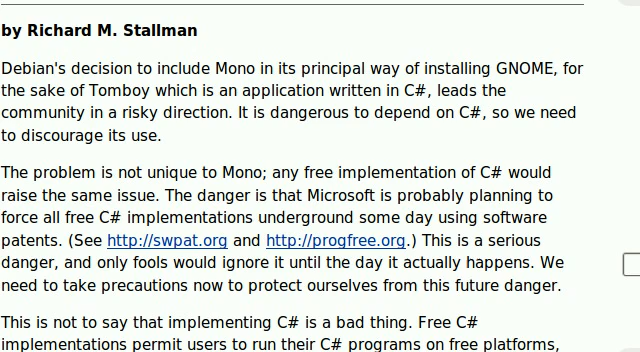 by Richard M. Stallman
Debian's decision to include Mono in its principal way of installing GNOME, for
the sake of Tomboy which is an application written in C#, leads the
community in a risky direction. It is dangerous to depend on C#, so we need
to discourage its use.
The problem is not unique to Mono; any free implementation of C# would
raise the same issue. The danger is that Microsoft is probably planning to
force all free C# implementations underground some day using software
patents. (See http://swpat.org and http://progfree.org.) This is a serious
danger, and only fools would ignore it until the day it actually happens. We
need to take precautions now to protect ourselves from this future danger.
This is not to say that implementing C# is a bad thing. Free C#
implementations permit users to run their C# programs on free platforms,